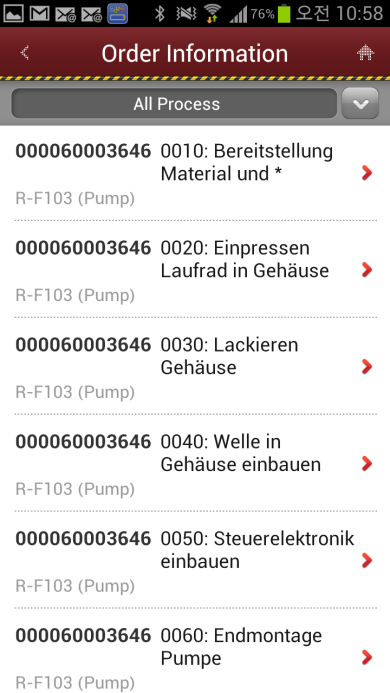 76% 오전 10:58
Order Information
All Process
000060003646 0010: Bereitstellung
Material und *
R-F103 (Pump)
000060003646 0020: Einpressen
Laufrad in Gehäuse
R-F103 (Pump)
000060003646 0030: Lackieren
Gehäuse
R-F103 (Pump)
000060003646 0040: Welle in
Gehäuse einbauen
R-F103 (Pump)
000060003646 0050: Steuerelektronik
einbauen
R-F103 (Pump)
000060003646 0060: Endmontage
Pumpe
R-F103 (Pump)